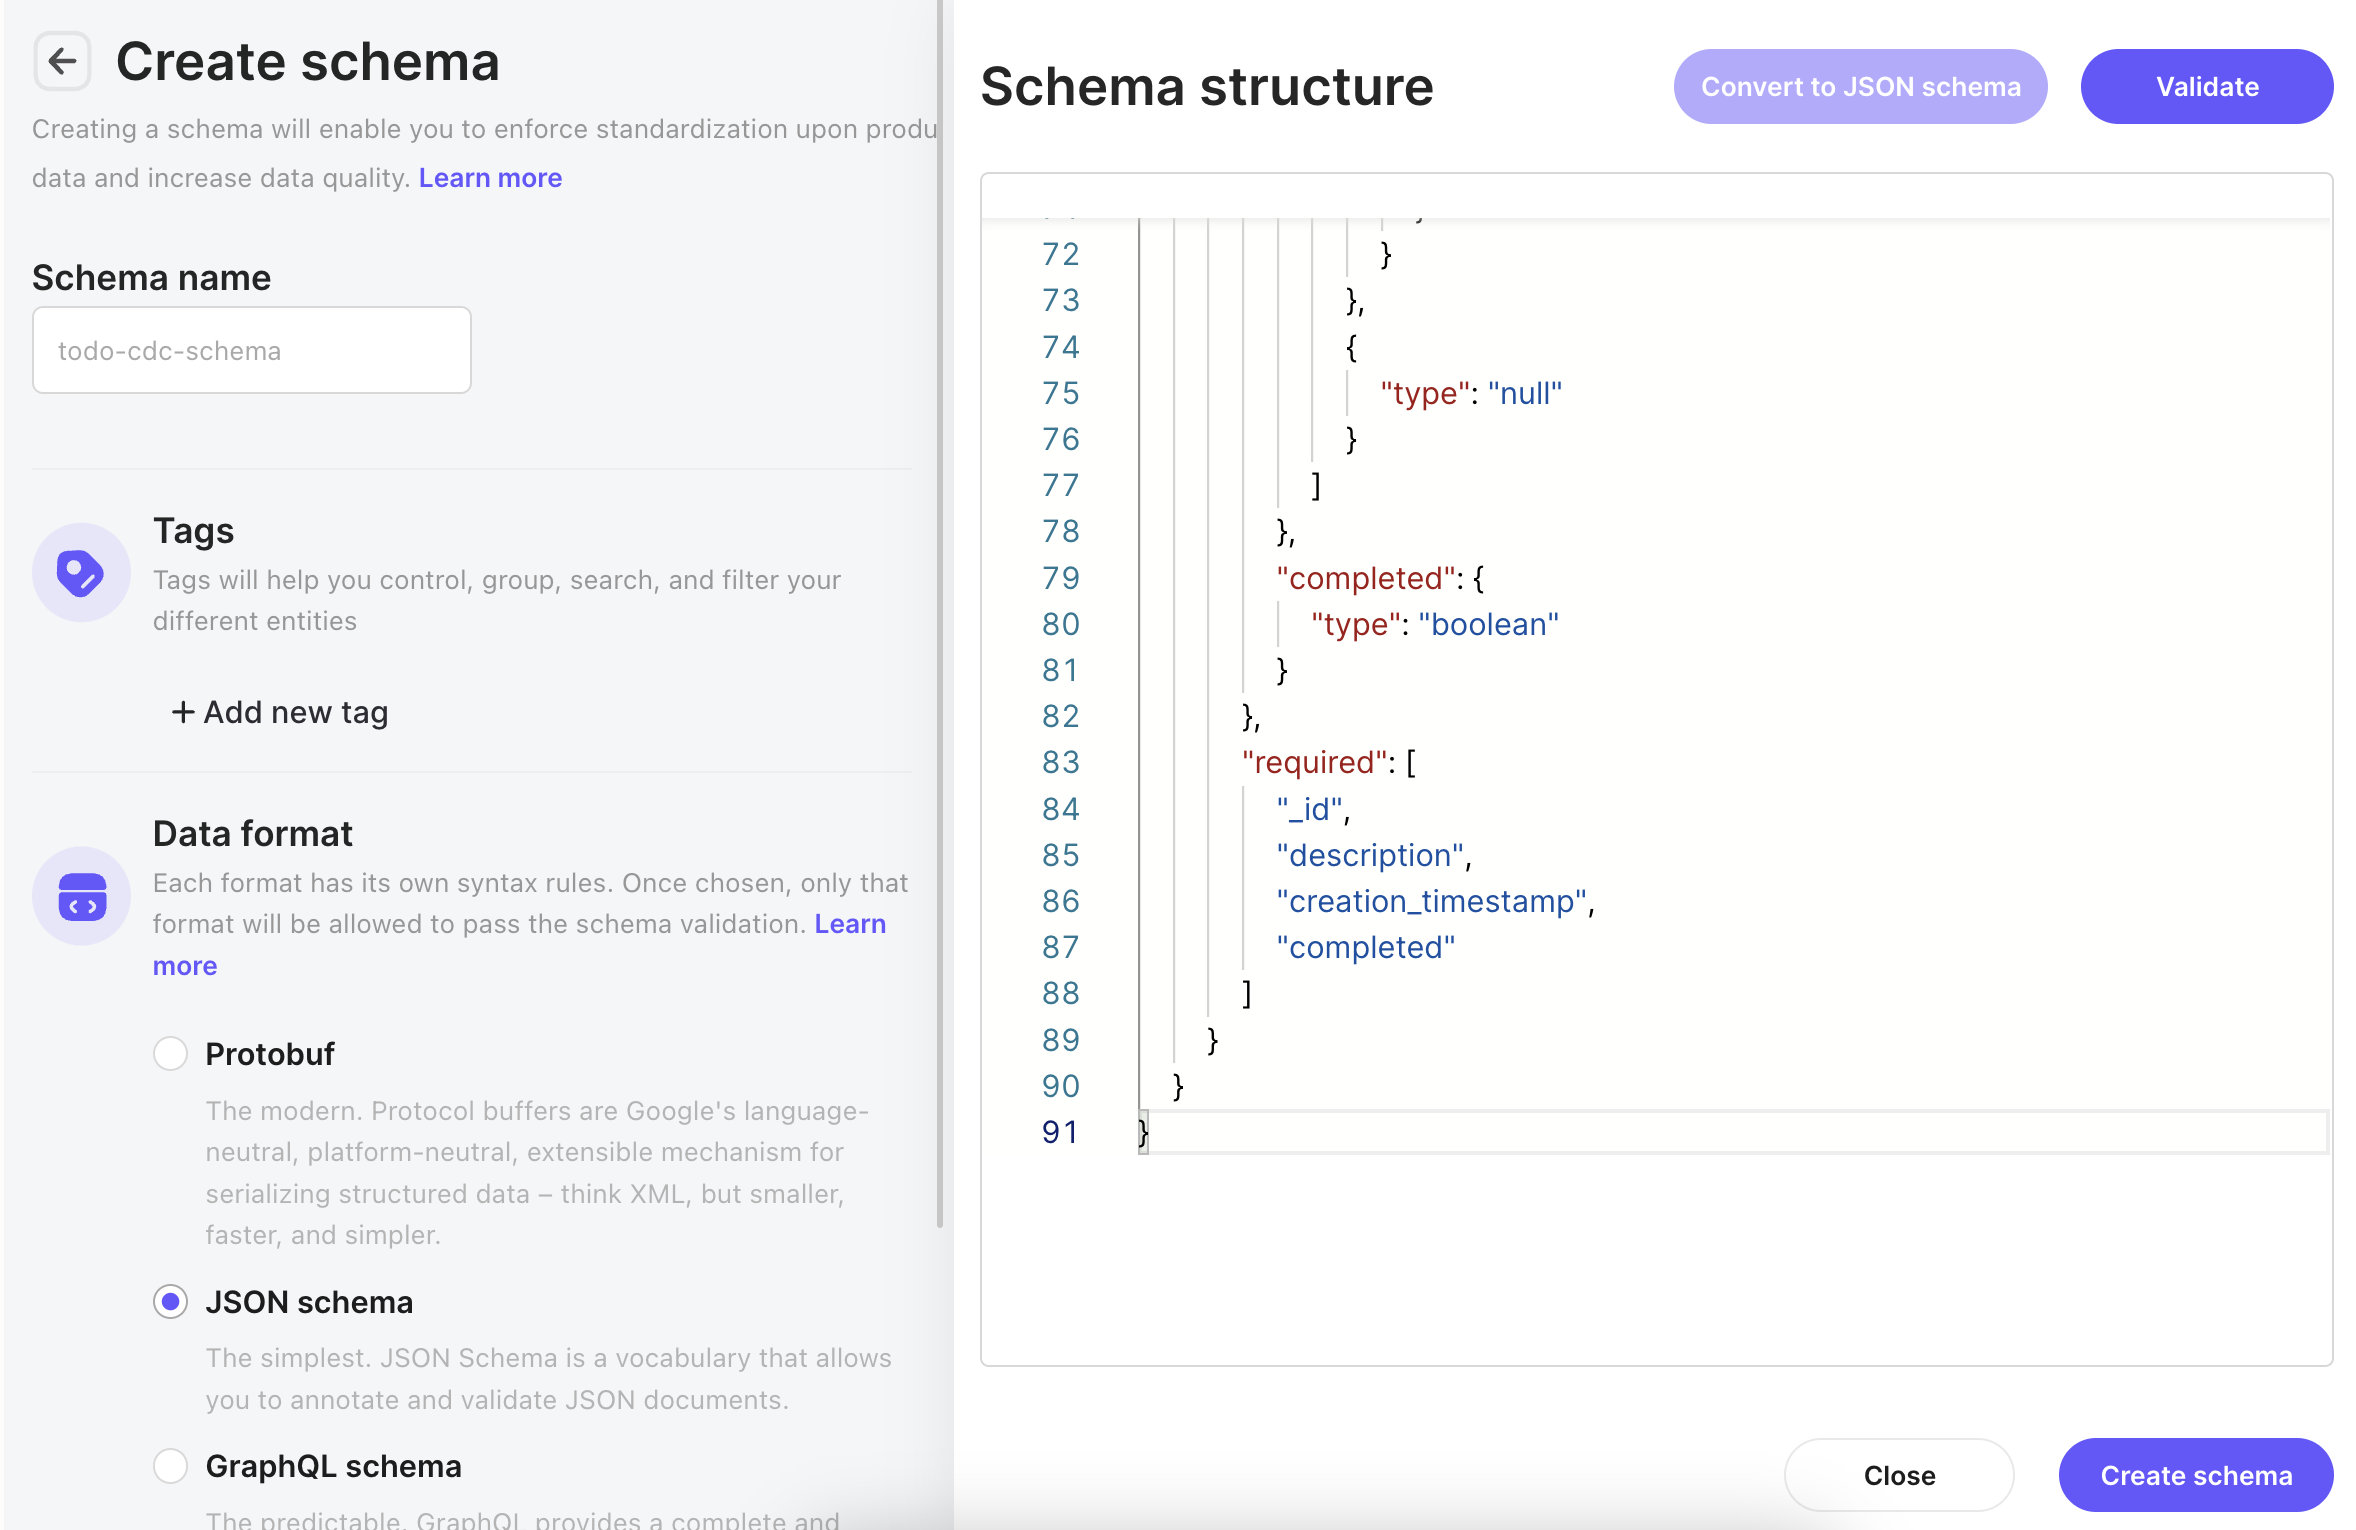 Create schema
Creating a schema will enable you to enforce standardization upon produ
data and increase data quality. Learn more
Schema name
todo-cdc-schema
Tags
Tags will help you control, group, search, and filter your
different entities
+ Add new tag
Data format
Each format has its own syntax rules. Once chosen, only that
format will be allowed to pass the schema validation. Learn
more
Protobuf
The modern. Protocol buffers are Google's language-
neutral, platform-neutral, extensible mechanism for
serializing structured data – think XML, but smaller,
faster, and simpler.
JSON schema
The simplest. JSON Schema is a vocabulary that allows
you to annotate and validate JSON documents.
GraphQL schema
The predictable. GraphQL provides a complete and
Schema structure
Convert to JSON schema
Validate
72 }
73 },
74 {
75 "type": "null"
76 }
77 ]
78 },
79 "completed": {
80 "type": "boolean"
81 }
82 },
83 "required": [
84 "_id",
85 "description",
86 "creation_timestamp",
87 "completed"
88 ]
89 }
90 }
91 }
Close
Create schema